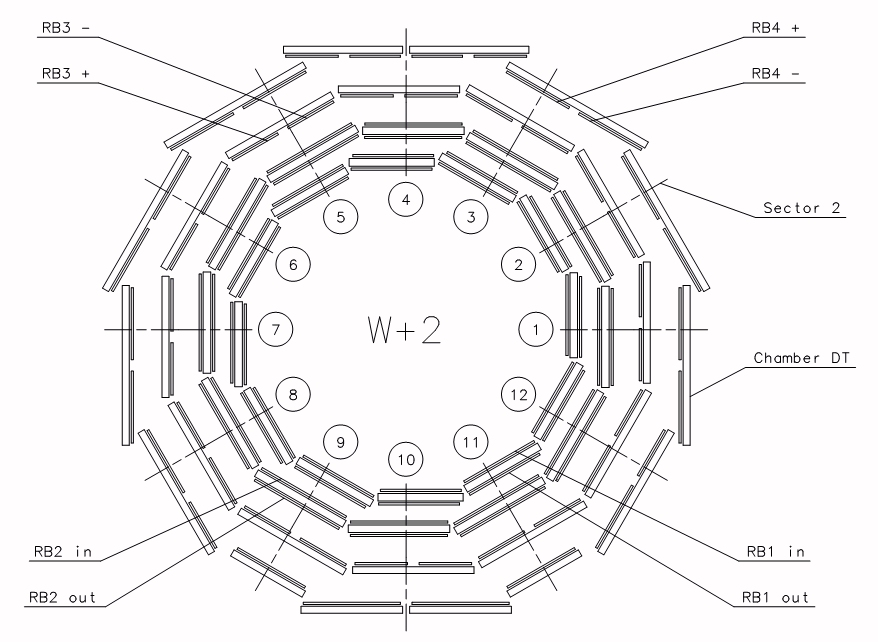 RB3 -
RB4 +
RB3 +
RB4 -
4
5
3
Sector 2
6
2
7
W+2
1
Chamber DT
8
12
9
11
10
RB2 in
RB1 in
RB2 out
RB1 out